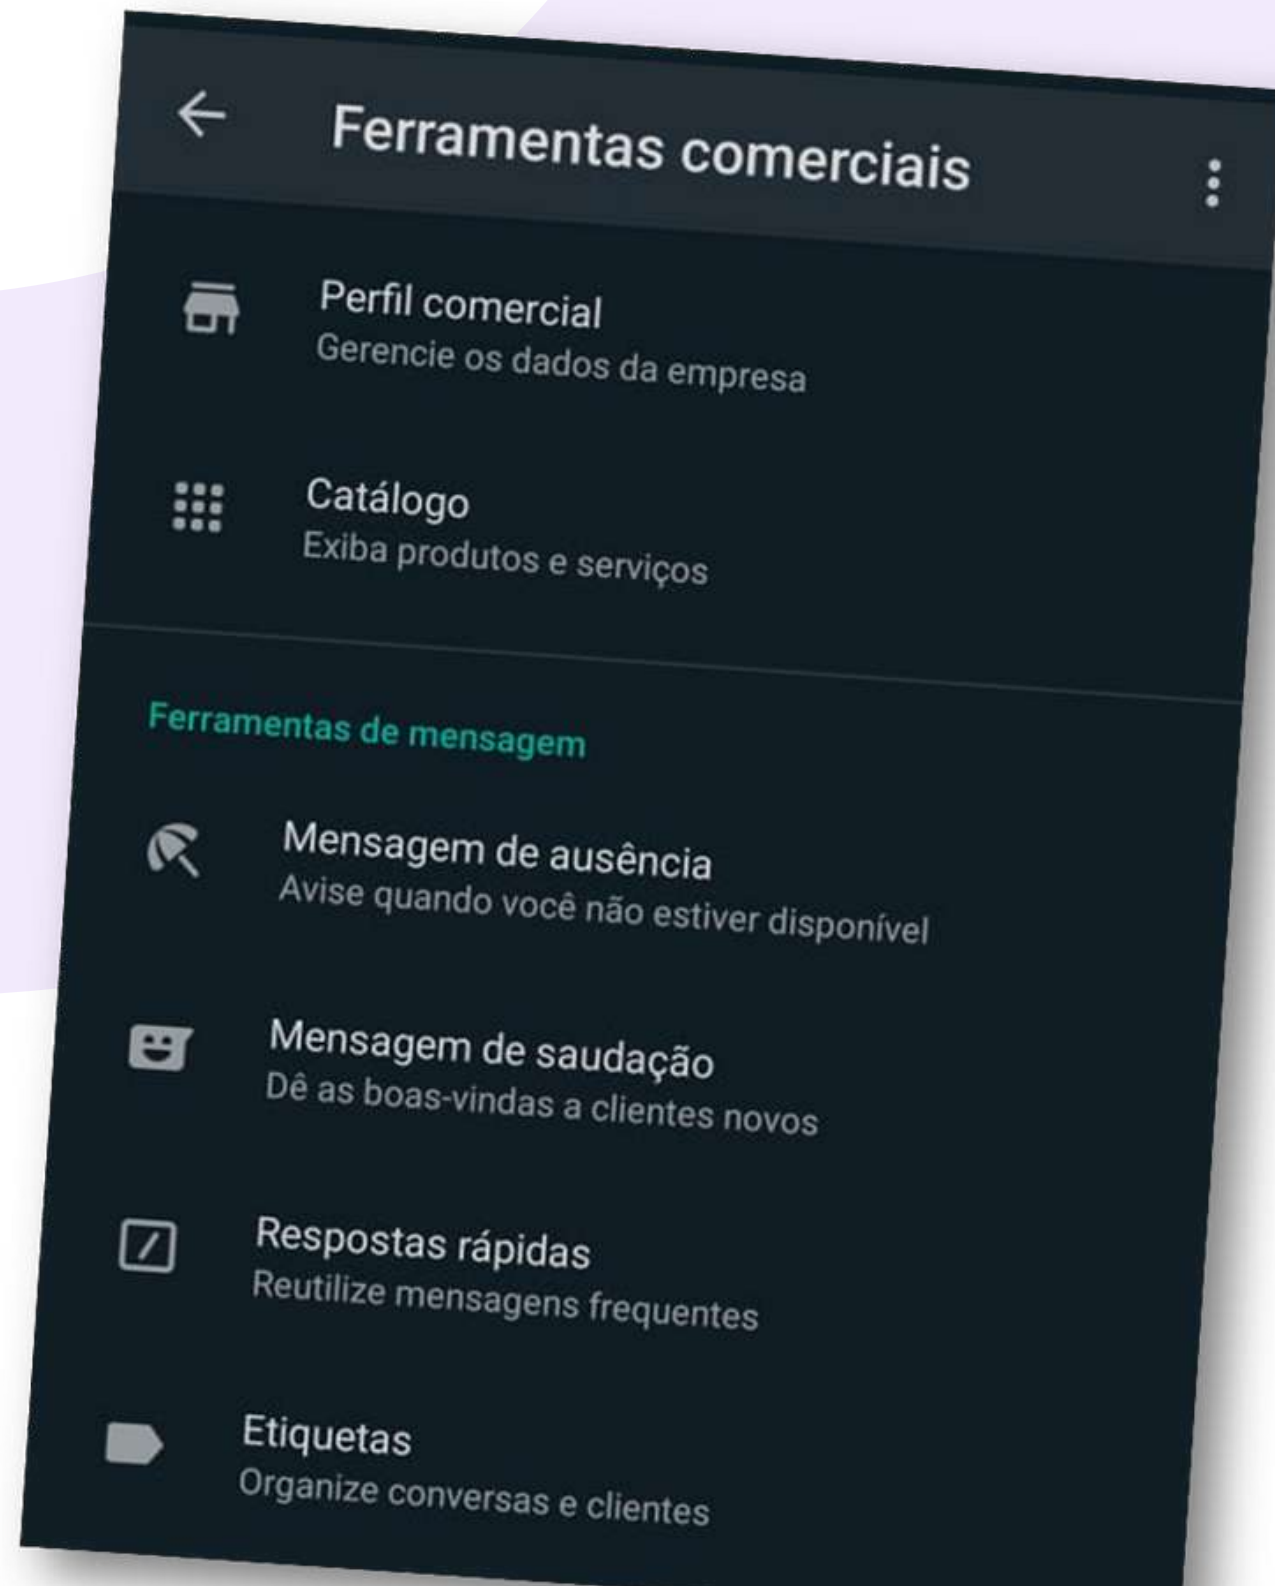 Ferramentas comerciais
Perfil comercial
Gerencie os dados da empresa
Catálogo
Exiba produtos e serviços
Ferramentas de mensagem
Mensagem de ausência
Avise quando você não estiver disponível
Mensagem de saudação
Dê as boas-vindas a clientes novos
Respostas rápidas
Reutilize mensagens frequentes
Etiquetas
Organize conversas e clientes